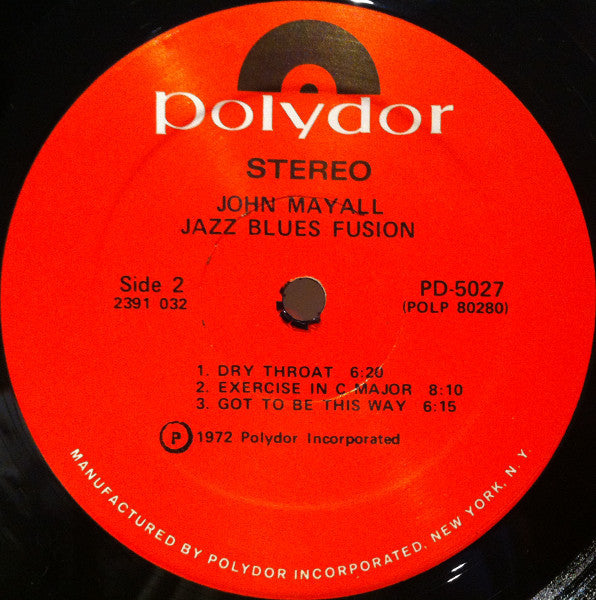 polydor
STEREO
JOHN MAYALL
JAZZ BLUES FUSION
Side 2
2391 032
PD-5027
(POLP 80280)
1. DRY THROAT 6:20
2. EXERCISE IN C MAJOR 8:10
3. GOT TO BE THIS WAY 6:15
Ⓟ 1972 Polydor Incorporated
MANUFACTURED BY POLYDOR INCORPORATED, NEW YORK, N. Y.